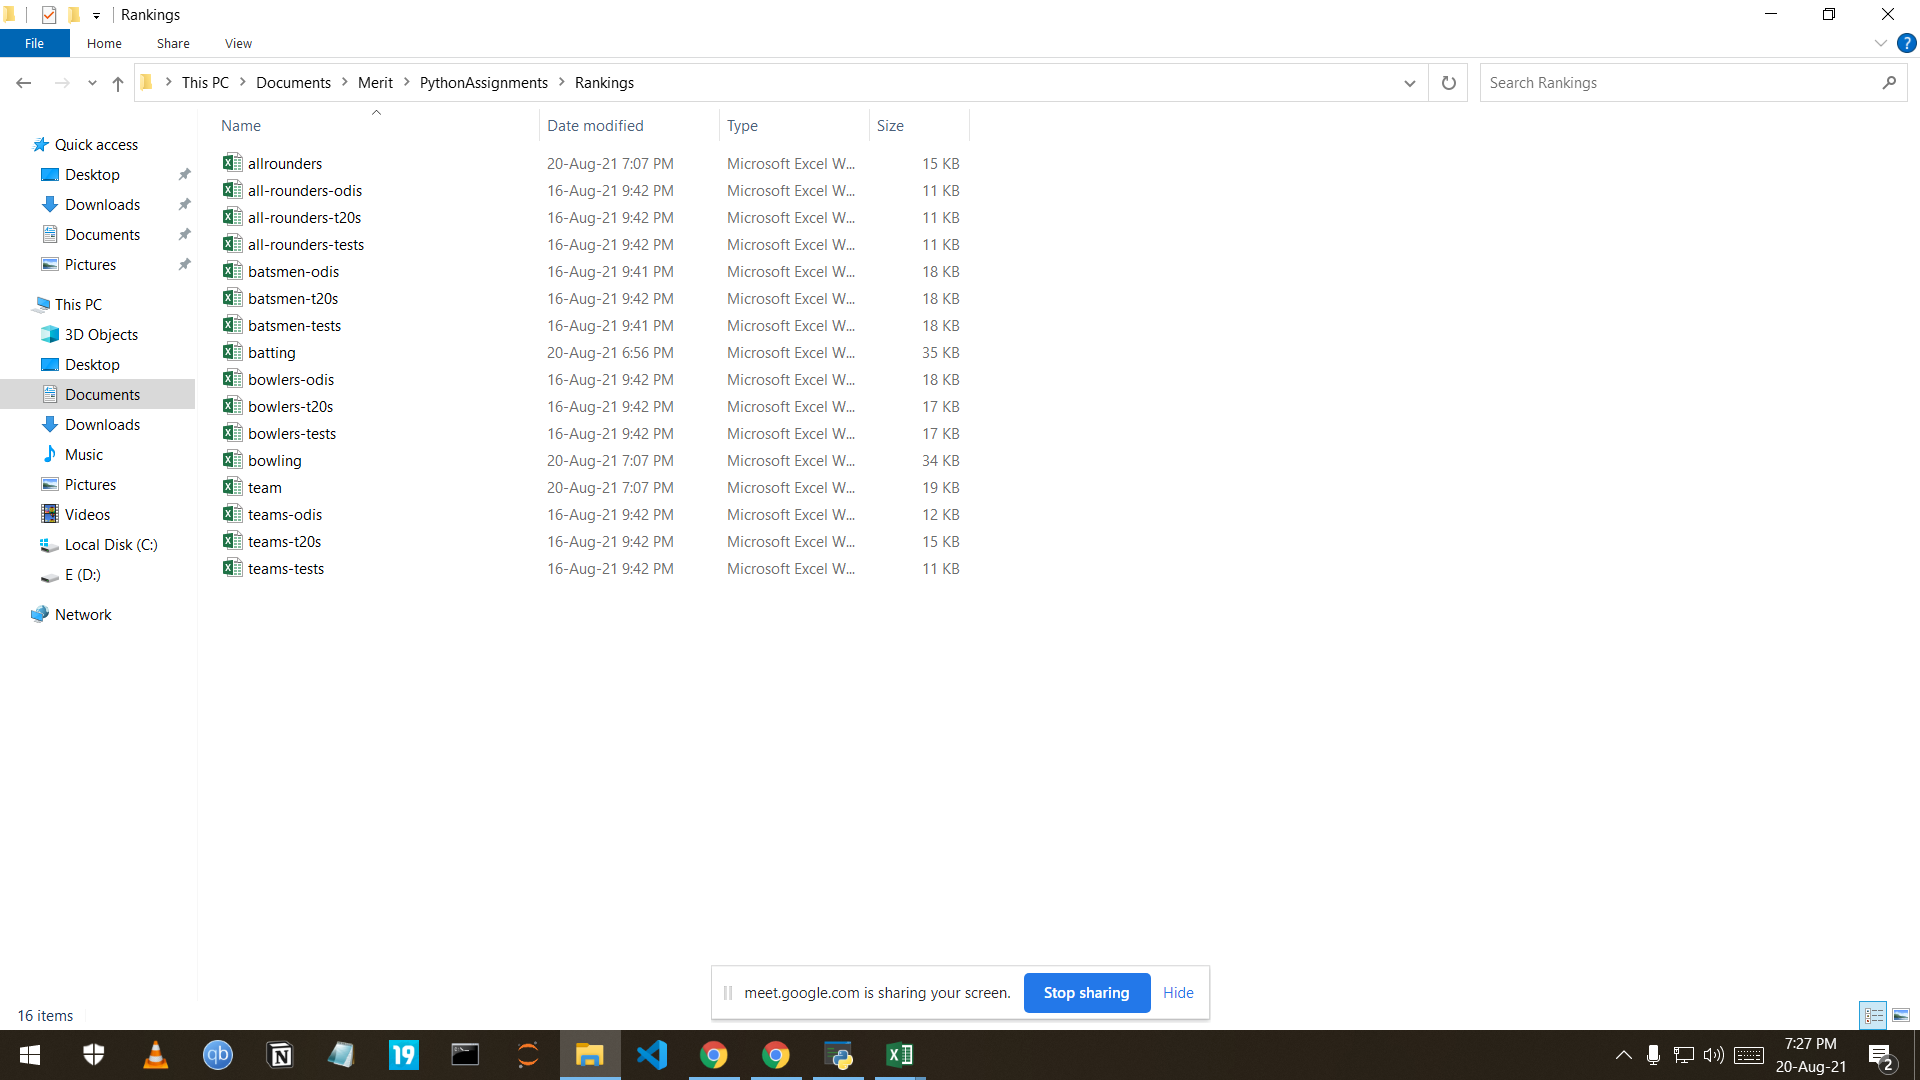 Rankings
File Home Share View
This PC Documents Merit PythonAssignments Rankings
Search Rankings
Name Date modified Type Size
Quick access
Desktop
Downloads
Documents
Pictures
This PC
3D Objects
Desktop
Documents
Downloads
Music
Pictures
Videos
Local Disk (C:)
E (D:)
Network
allrounders 20-Aug-21 7:07 PM Microsoft Excel W... 15 KB
all-rounders-odis 16-Aug-21 9:42 PM Microsoft Excel W... 11 KB
all-rounders-t20s 16-Aug-21 9:42 PM Microsoft Excel W... 11 KB
all-rounders-tests 16-Aug-21 9:42 PM Microsoft Excel W... 11 KB
batsmen-odis 16-Aug-21 9:41 PM Microsoft Excel W... 18 KB
batsmen-t20s 16-Aug-21 9:42 PM Microsoft Excel W... 18 KB
batsmen-tests 16-Aug-21 9:41 PM Microsoft Excel W... 18 KB
batting 20-Aug-21 6:56 PM Microsoft Excel W... 35 KB
bowlers-odis 16-Aug-21 9:42 PM Microsoft Excel W... 18 KB
bowlers-t20s 16-Aug-21 9:42 PM Microsoft Excel W... 17 KB
bowlers-tests 16-Aug-21 9:42 PM Microsoft Excel W... 17 KB
bowling 20-Aug-21 7:07 PM Microsoft Excel W... 34 KB
team 20-Aug-21 7:07 PM Microsoft Excel W... 19 KB
teams-odis 16-Aug-21 9:42 PM Microsoft Excel W... 12 KB
teams-t20s 16-Aug-21 9:42 PM Microsoft Excel W... 15 KB
teams-tests 16-Aug-21 9:42 PM Microsoft Excel W... 11 KB
meet.google.com is sharing your screen. Stop sharing Hide
16 items
qb N 19
7:27 PM
20-Aug-21
2